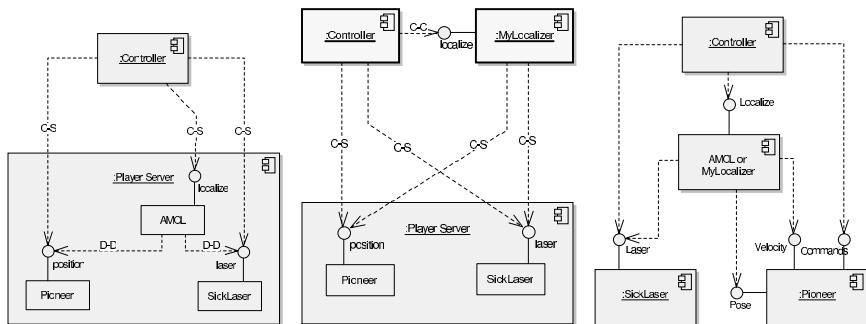 :Controller
C-S
C-S
C-S
:Player Server
localize
AMCL
D-D
D-D
position
laser
Pioneer
SickLaser
:Controller
C-C
localize
:MyLocalizer
C-S
C-S
C-S
C-S
:Player Server
position
laser
Pioneer
SickLaser
:Controller
Localize
AMCL or
MyLocalizer
Laser
Velocity
Commands
:SickLaser
Pose
:Pioneer